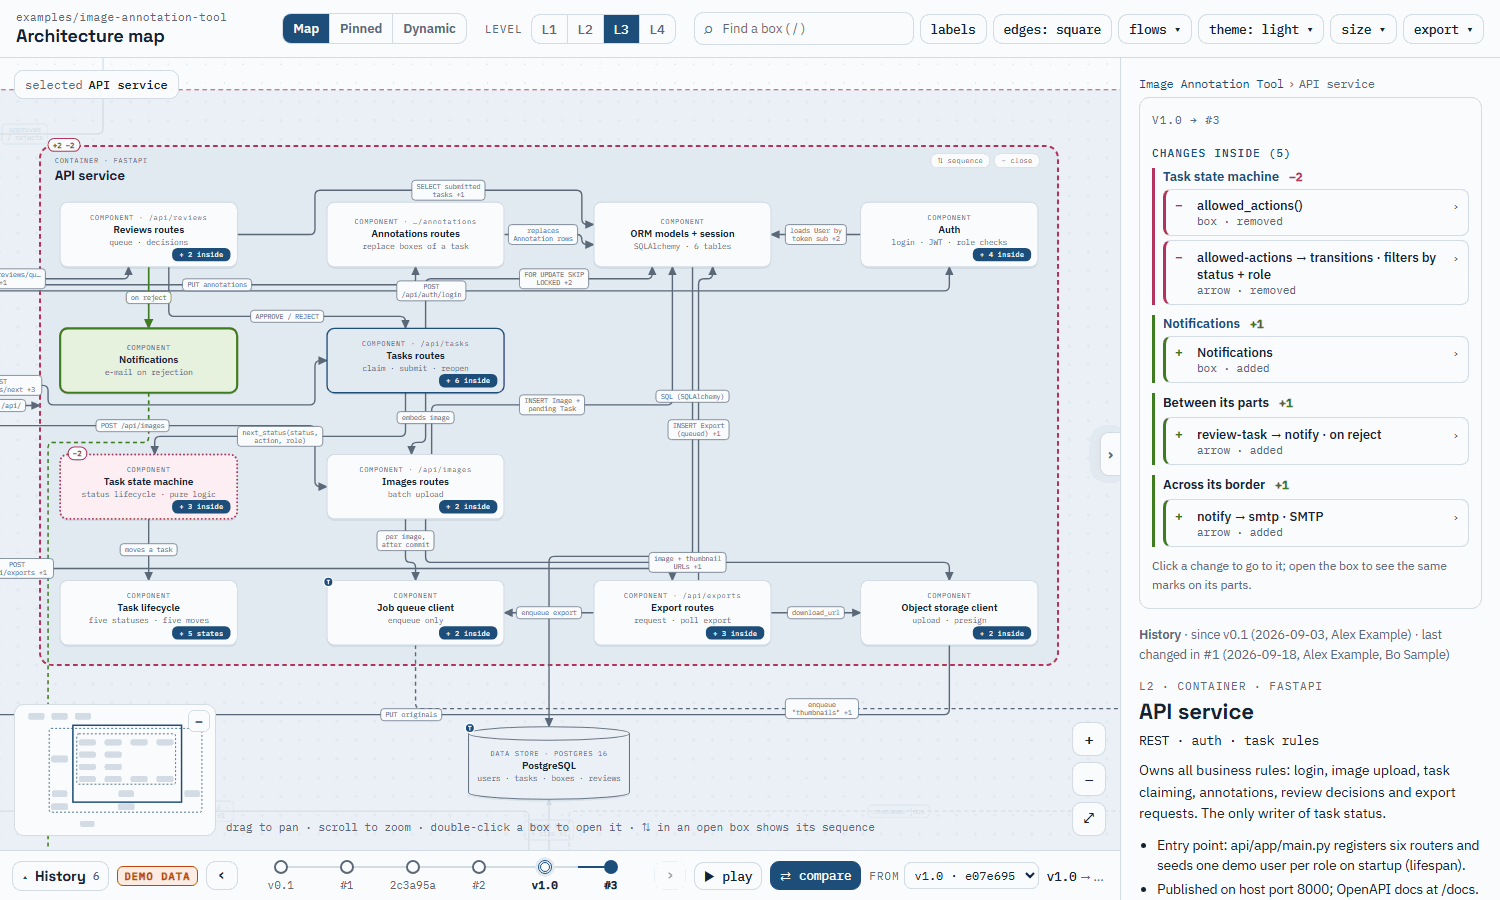 examples/image-annotation-tool
Architecture map
Map
Pinned
Dynamic
LEVEL
L1
L2
L3
L4
Find a box ( / )
labels
edges: square
flows ▾
theme: light ▾
size ▾
export ▾
selected API service
+2 −2
CONTAINER · FASTAPI
API service
⇅ sequence
− close
SELECT submitted
tasks +1
COMPONENT · /api/reviews
Reviews routes
queue · decisions
+ 2 inside
COMPONENT · …/annotations
Annotations routes
replace boxes of a task
replaces
Annotation rows
COMPONENT
ORM models + session
SQLAlchemy · 6 tables
loads User by
token sub +2
COMPONENT
Auth
login · JWT · role checks
+ 4 inside
reviews/qu…
+1
PUT annotations
FOR UPDATE SKIP
LOCKED +2
POST
/api/auth/login
on reject
APPROVE / REJECT
COMPONENT
Notifications
e-mail on rejection
COMPONENT · /api/tasks
Tasks routes
claim · submit · reopen
+ 6 inside
ST
s/next +3
/api/
SQL (SQLAlchemy)
INSERT Image +
pending Task
embeds image
POST /api/images
next_status(status,
action, role)
INSERT Export
(queued) +1
−2
COMPONENT
Task state machine
status lifecycle · pure logic
+ 3 inside
COMPONENT · /api/images
Images routes
batch upload
+ 2 inside
moves a task
per image,
after commit
image + thumbnail
URLs +1
POST
i/exports +1
COMPONENT
Task lifecycle
five statuses · five moves
+ 5 states
T
COMPONENT
Job queue client
enqueue only
+ 2 inside
enqueue export
COMPONENT · /api/exports
Export routes
request · poll export
+ 3 inside
download_url
COMPONENT
Object storage client
upload · presign
+ 2 inside
PUT originals
enqueue
"thumbnails" +1
T
DATA STORE · POSTGRES 16
PostgreSQL
users · tasks · boxes · reviews
drag to pan · scroll to zoom · double-click a box to open it · ⇅ in an open box shows its sequence
History 6
DEMO DATA
v0.1
#1
2c3a95a
#2
v1.0
#3
▶ play
⇄ compare
FROM
v1.0 · e07e695
v1.0 → …
Image Annotation Tool › API service
V1.0 → #3
CHANGES INSIDE (5)
Task state machine −2
− allowed_actions() ›
box · removed
− allowed-actions → transitions · filters by ›
status + role
arrow · removed
Notifications +1
+ Notifications ›
box · added
Between its parts +1
+ review-task → notify · on reject ›
arrow · added
Across its border +1
+ notify → smtp · SMTP ›
arrow · added
Click a change to go to it; open the box to see the same
marks on its parts.
History · since v0.1 (2026-09-03, Alex Example) · last
changed in #1 (2026-09-18, Alex Example, Bo Sample)
L2 · CONTAINER · FASTAPI
API service
REST · auth · task rules
Owns all business rules: login, image upload, task
claiming, annotations, review decisions and export
requests. The only writer of task status.
• Entry point: api/app/main.py registers six routers and
seeds one demo user per role on startup (lifespan).
• Published on host port 8000; OpenAPI docs at /docs.